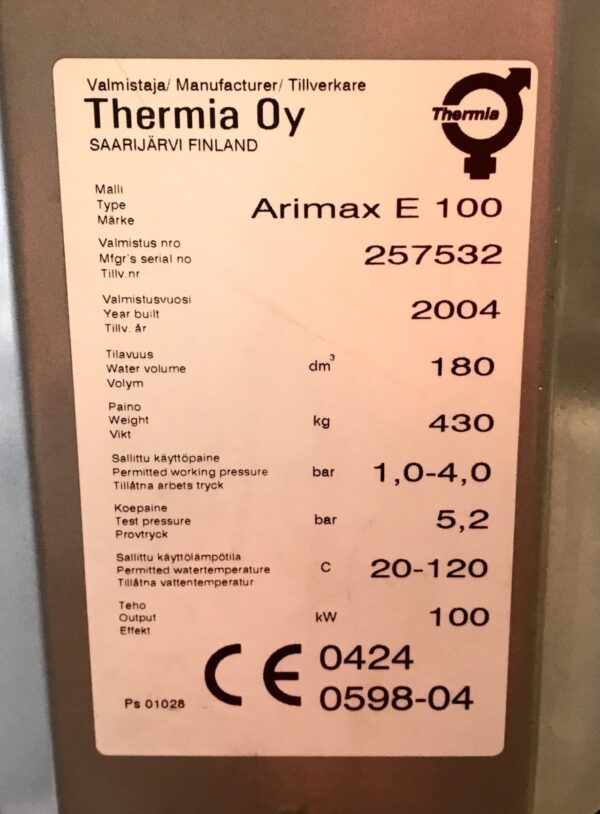 Valmistaja/ Manufacturer/ Tillverkare
Thermia Oy
SAARIJÄRVI FINLAND
Thermia
Malli
Type
Märke
Arimax E 100
Valmistus nro
Mfgr's serial no
Tillv.nr
257532
Valmistusvuosi
Year built
Tillv. år
2004
Tilavuus
Water volume
Volym
dm³ 180
Paino
Weight
Vikt
kg 430
Sallittu käyttöpaine
Permitted working pressure
Tillåtna arbets tryck
bar 1,0-4,0
Koepaine
Test pressure
Provtryck
bar 5,2
Sallittu käyttölämpötila
Permitted watertemperature
Tillåtna vattentemperatur
C 20-120
Teho
Output
Effekt
kW 100
CE 0424
0598-04
Ps 01028